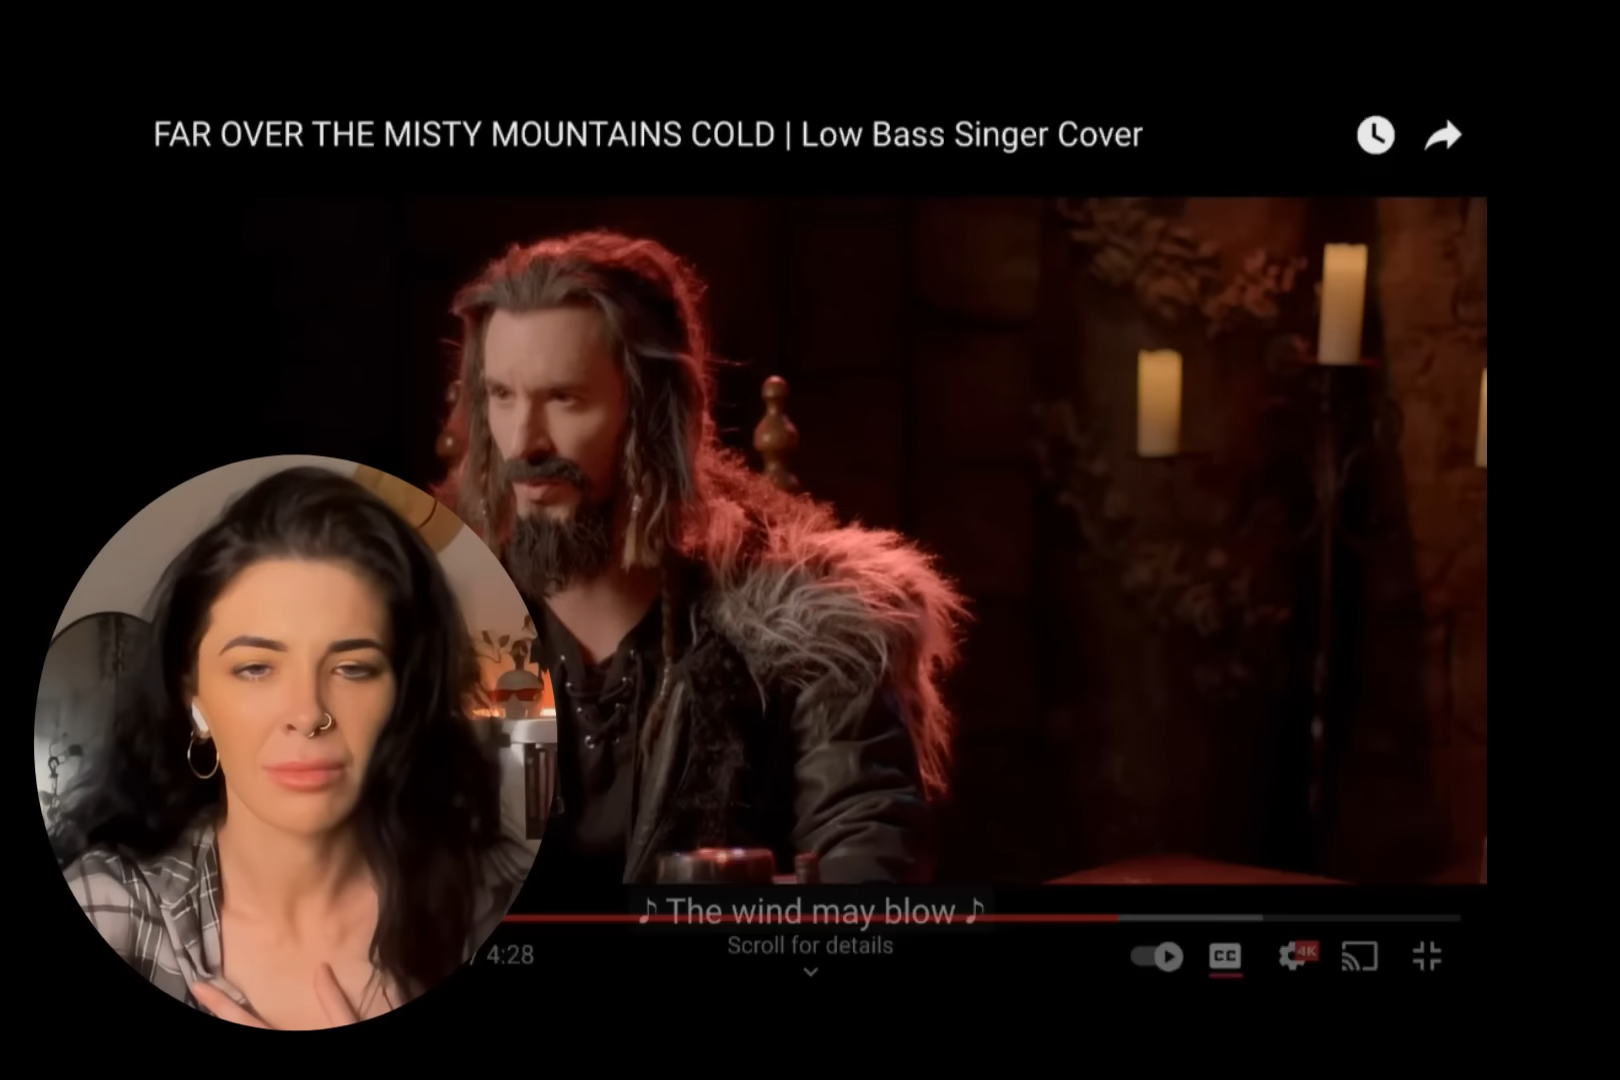 FAR OVER THE MISTY MOUNTAINS COLD | Low Bass Singer Cover
♪ The wind may blow ♪
/ 4:28
Scroll for details
CC
4K